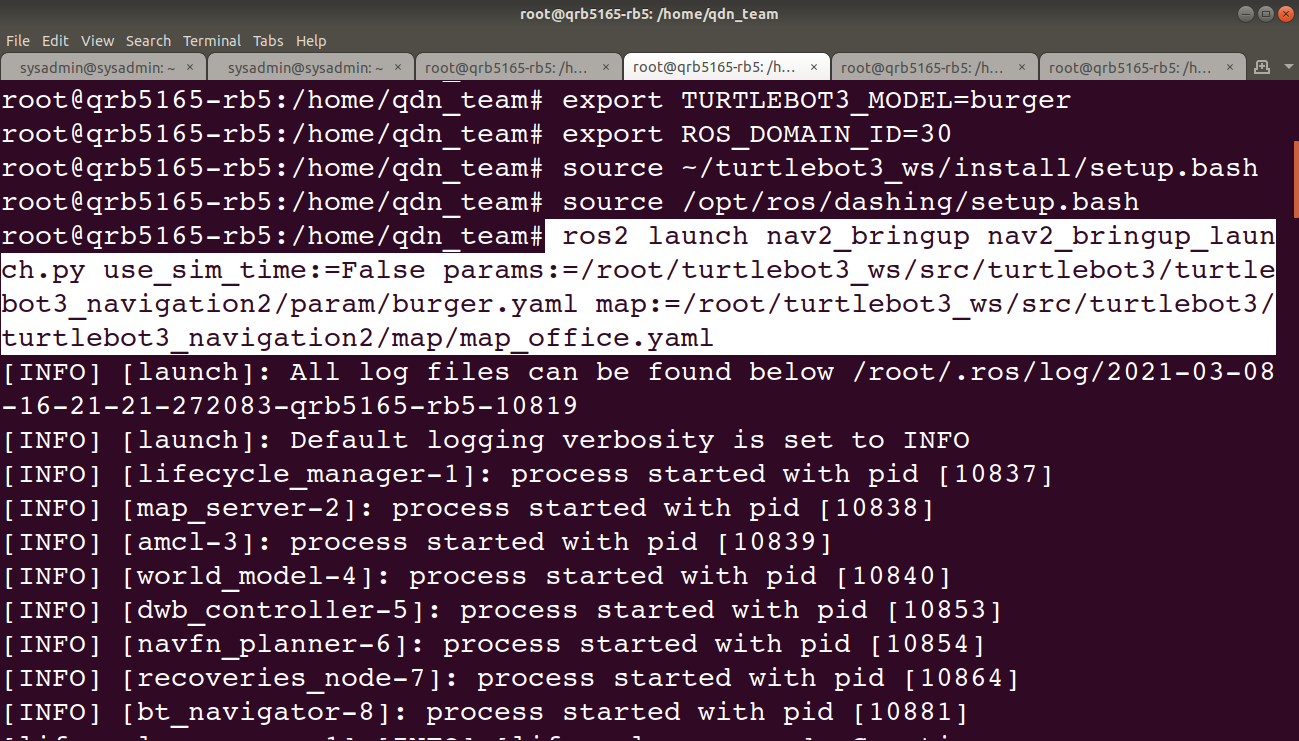 root@qrb5165-rb5: /home/qdn_team
File Edit View Search Terminal Tabs Help
sysadmin@sysadmin: ~ × sysadmin@sysadmin: ~ × root@qrb5165-rb5: /h... × root@qrb5165-rb5: /h... × root@qrb5165-rb5: /h... × root@qrb5165-rb5: /h... ×
root@qrb5165-rb5:/home/qdn_team# export TURTLEBOT3_MODEL=burger
root@qrb5165-rb5:/home/qdn_team# export ROS_DOMAIN_ID=30
root@qrb5165-rb5:/home/qdn_team# source ~/turtlebot3_ws/install/setup.bash
root@qrb5165-rb5:/home/qdn_team# source /opt/ros/dashing/setup.bash
root@qrb5165-rb5:/home/qdn_team# ros2 launch nav2_bringup nav2_bringup_laun
ch.py use_sim_time:=False params:=/root/turtlebot3_ws/src/turtlebot3/turtle
bot3_navigation2/param/burger.yaml map:=/root/turtlebot3_ws/src/turtlebot3/
turtlebot3_navigation2/map/map_office.yaml
[INFO] [launch]: All log files can be found below /root/.ros/log/2021-03-08
-16-21-21-272083-qrb5165-rb5-10819
[INFO] [launch]: Default logging verbosity is set to INFO
[INFO] [lifecycle_manager-1]: process started with pid [10837]
[INFO] [map_server-2]: process started with pid [10838]
[INFO] [amcl-3]: process started with pid [10839]
[INFO] [world_model-4]: process started with pid [10840]
[INFO] [dwb_controller-5]: process started with pid [10853]
[INFO] [navfn_planner-6]: process started with pid [10854]
[INFO] [recoveries_node-7]: process started with pid [10864]
[INFO] [bt_navigator-8]: process started with pid [10881]